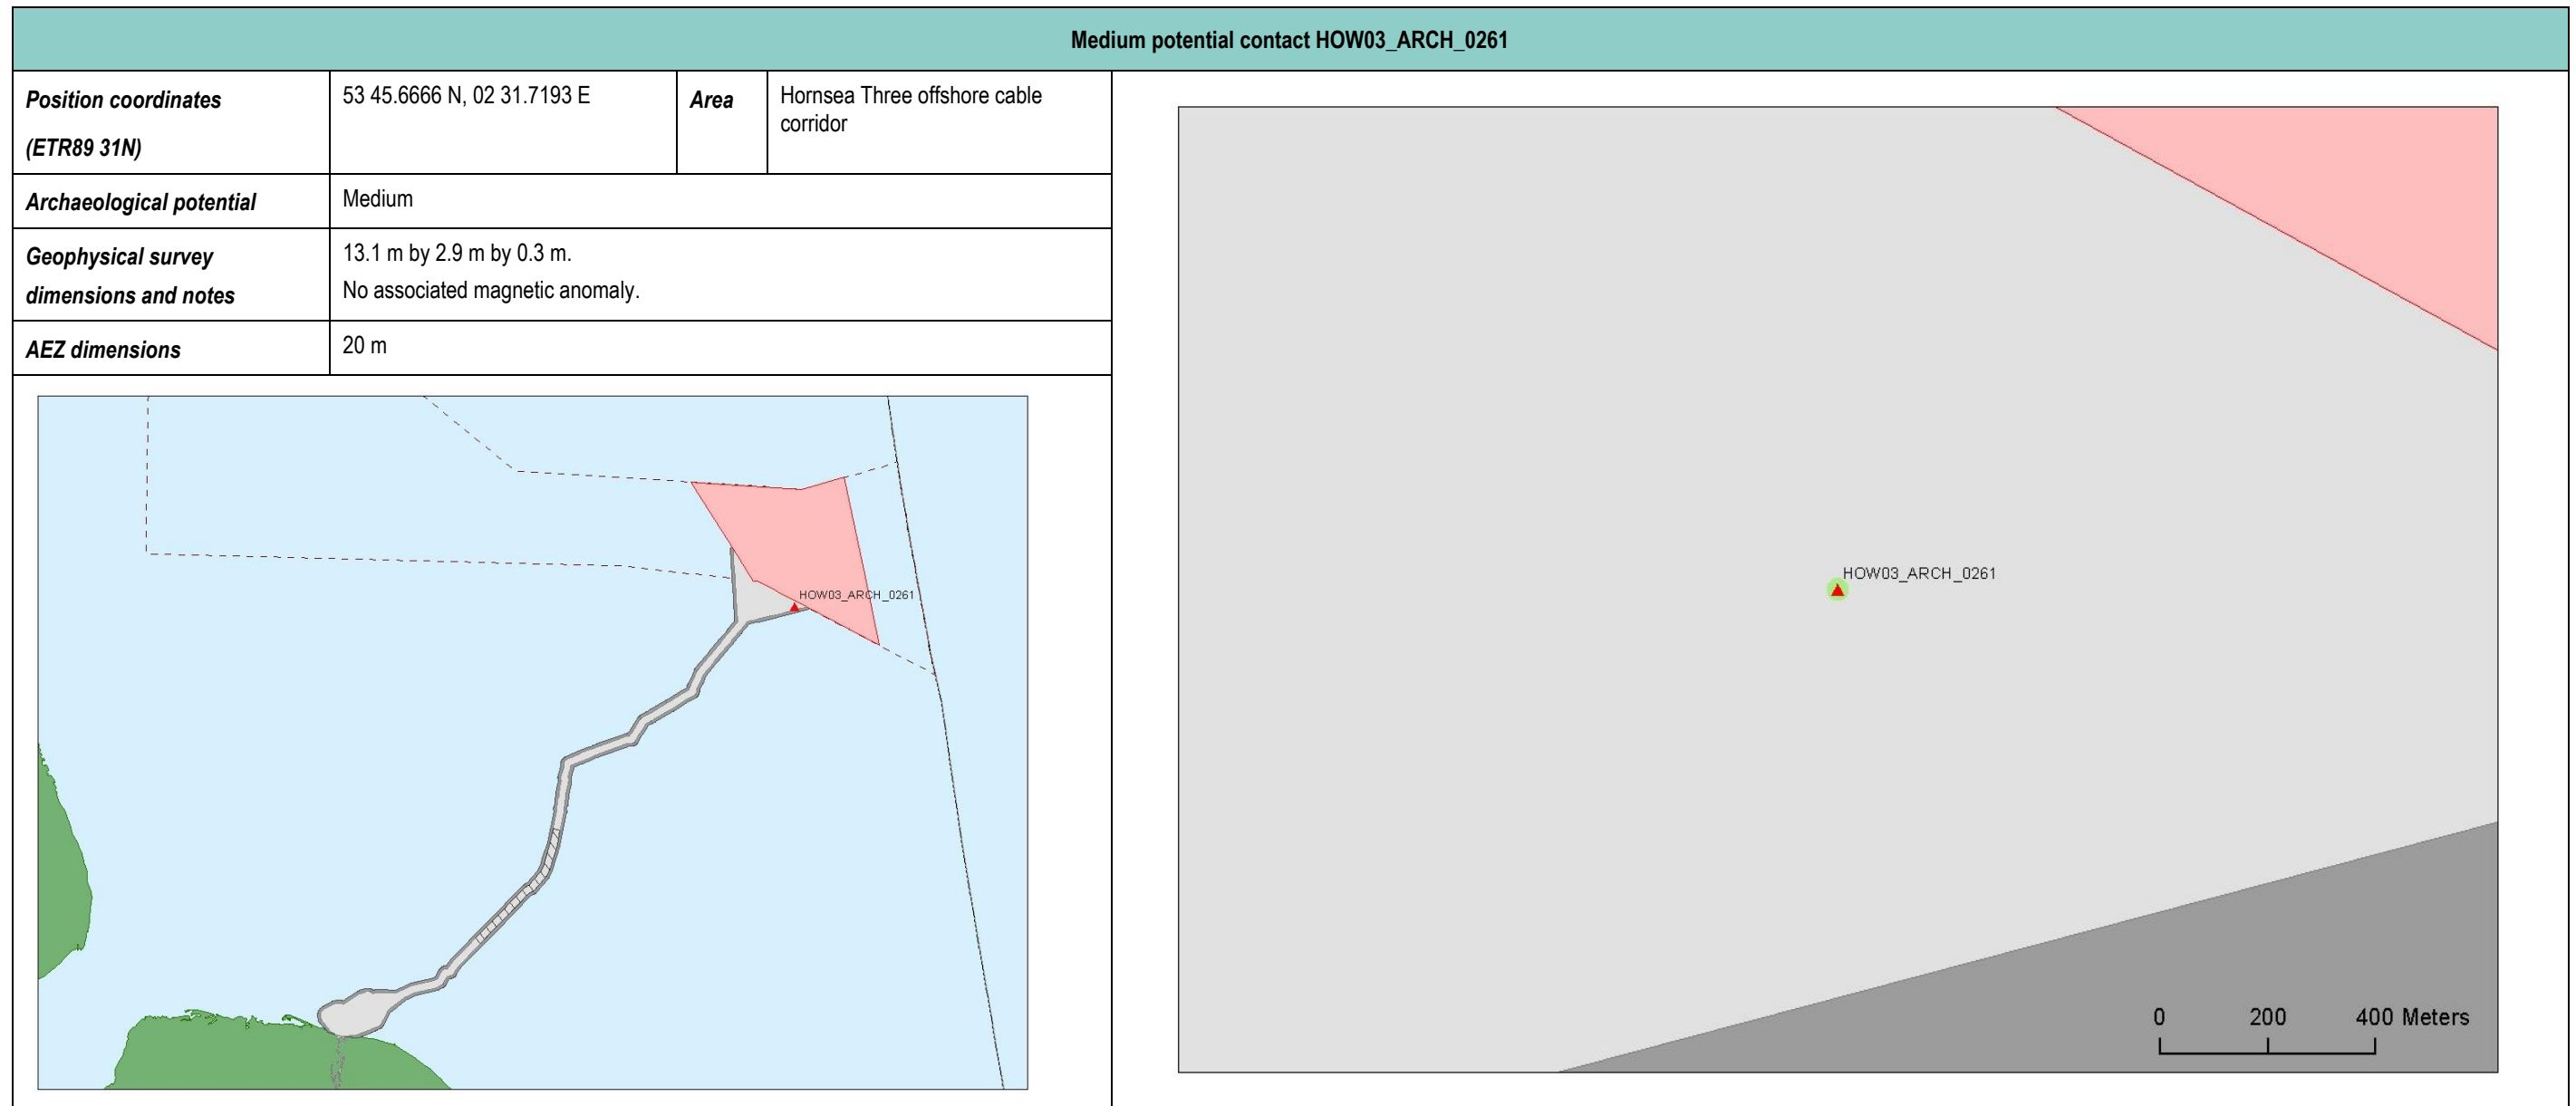 Medium potential contact HOW03_ARCH_0261
Position coordinates
(ETR89 31N)
53 45.6666 N, 02 31.7193 E
Area
Hornsea Three offshore cable
corridor
Archaeological potential
Medium
Geophysical survey
dimensions and notes
13.1 m by 2.9 m by 0.3 m.
No associated magnetic anomaly.
AEZ dimensions
20 m
HOW03_ARCH_0261
HOW03_ARCH_0261
0 200 400 Meters